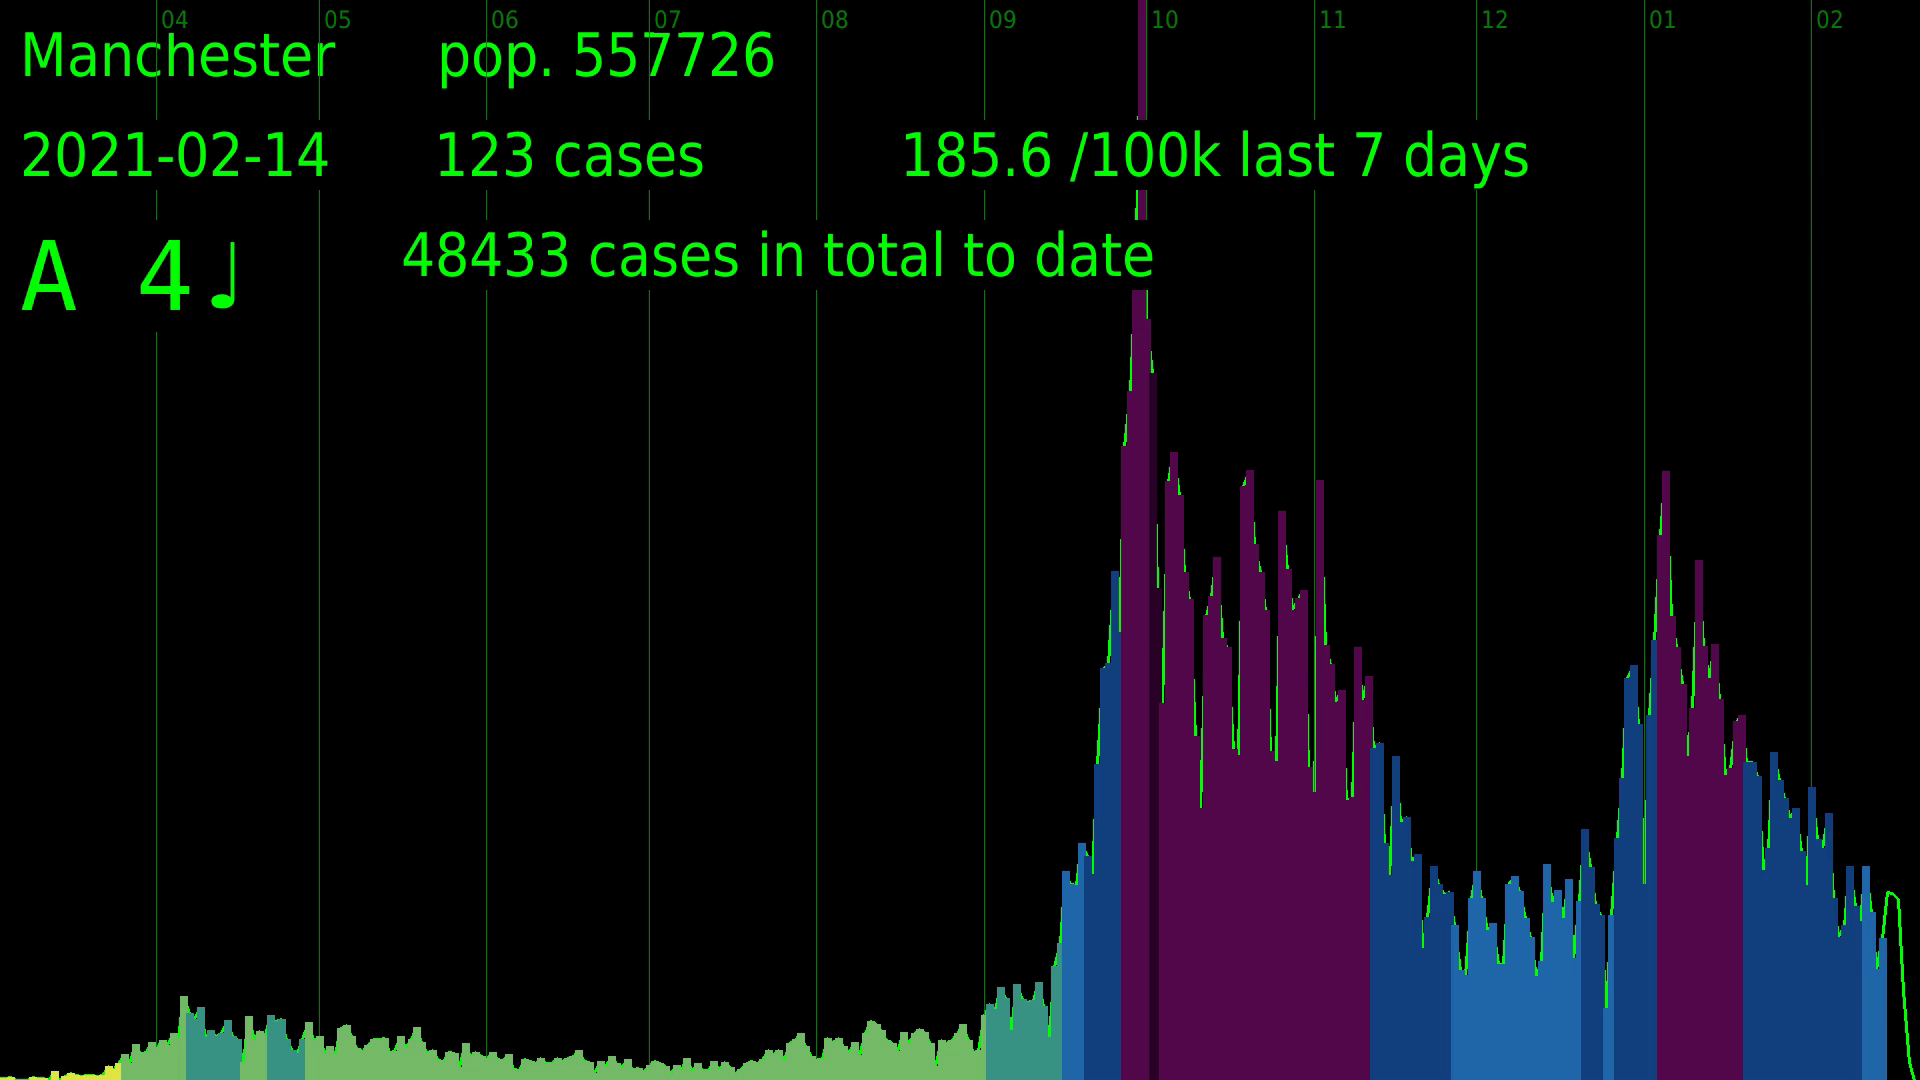 04 05 06 07 08 09 10 11 12 01 02
Manchester pop. 557726
2021-02-14 123 cases 185.6 /100k last 7 days
A 4♩ 48433 cases in total to date